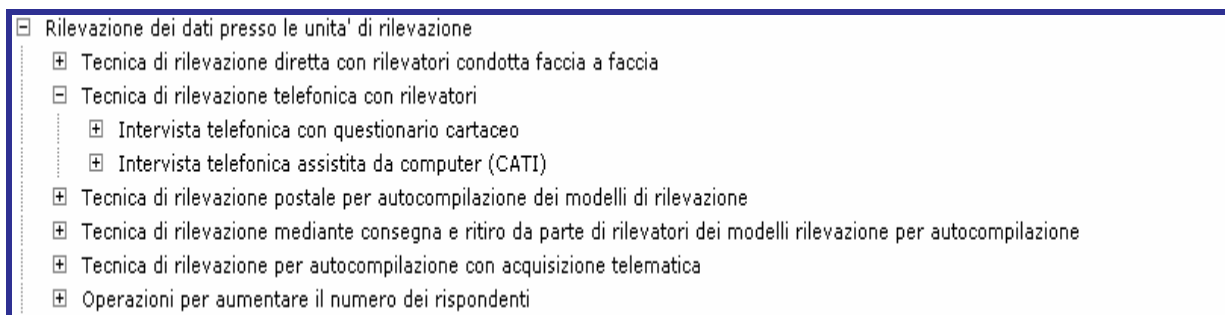 Rilevazione dei dati presso le unita' di rilevazione
Tecnica di rilevazione diretta con rilevatori condotta faccia a faccia
Tecnica di rilevazione telefonica con rilevatori
Intervista telefonica con questionario cartaceo
Intervista telefonica assistita da computer (CATI)
Tecnica di rilevazione postale per autocompilazione dei modelli di rilevazione
Tecnica di rilevazione mediante consegna e ritiro da parte di rilevatori dei modelli rilevazione per autocompilazione
Tecnica di rilevazione per autocompilazione con acquisizione telematica
Operazioni per aumentare il numero dei rispondenti